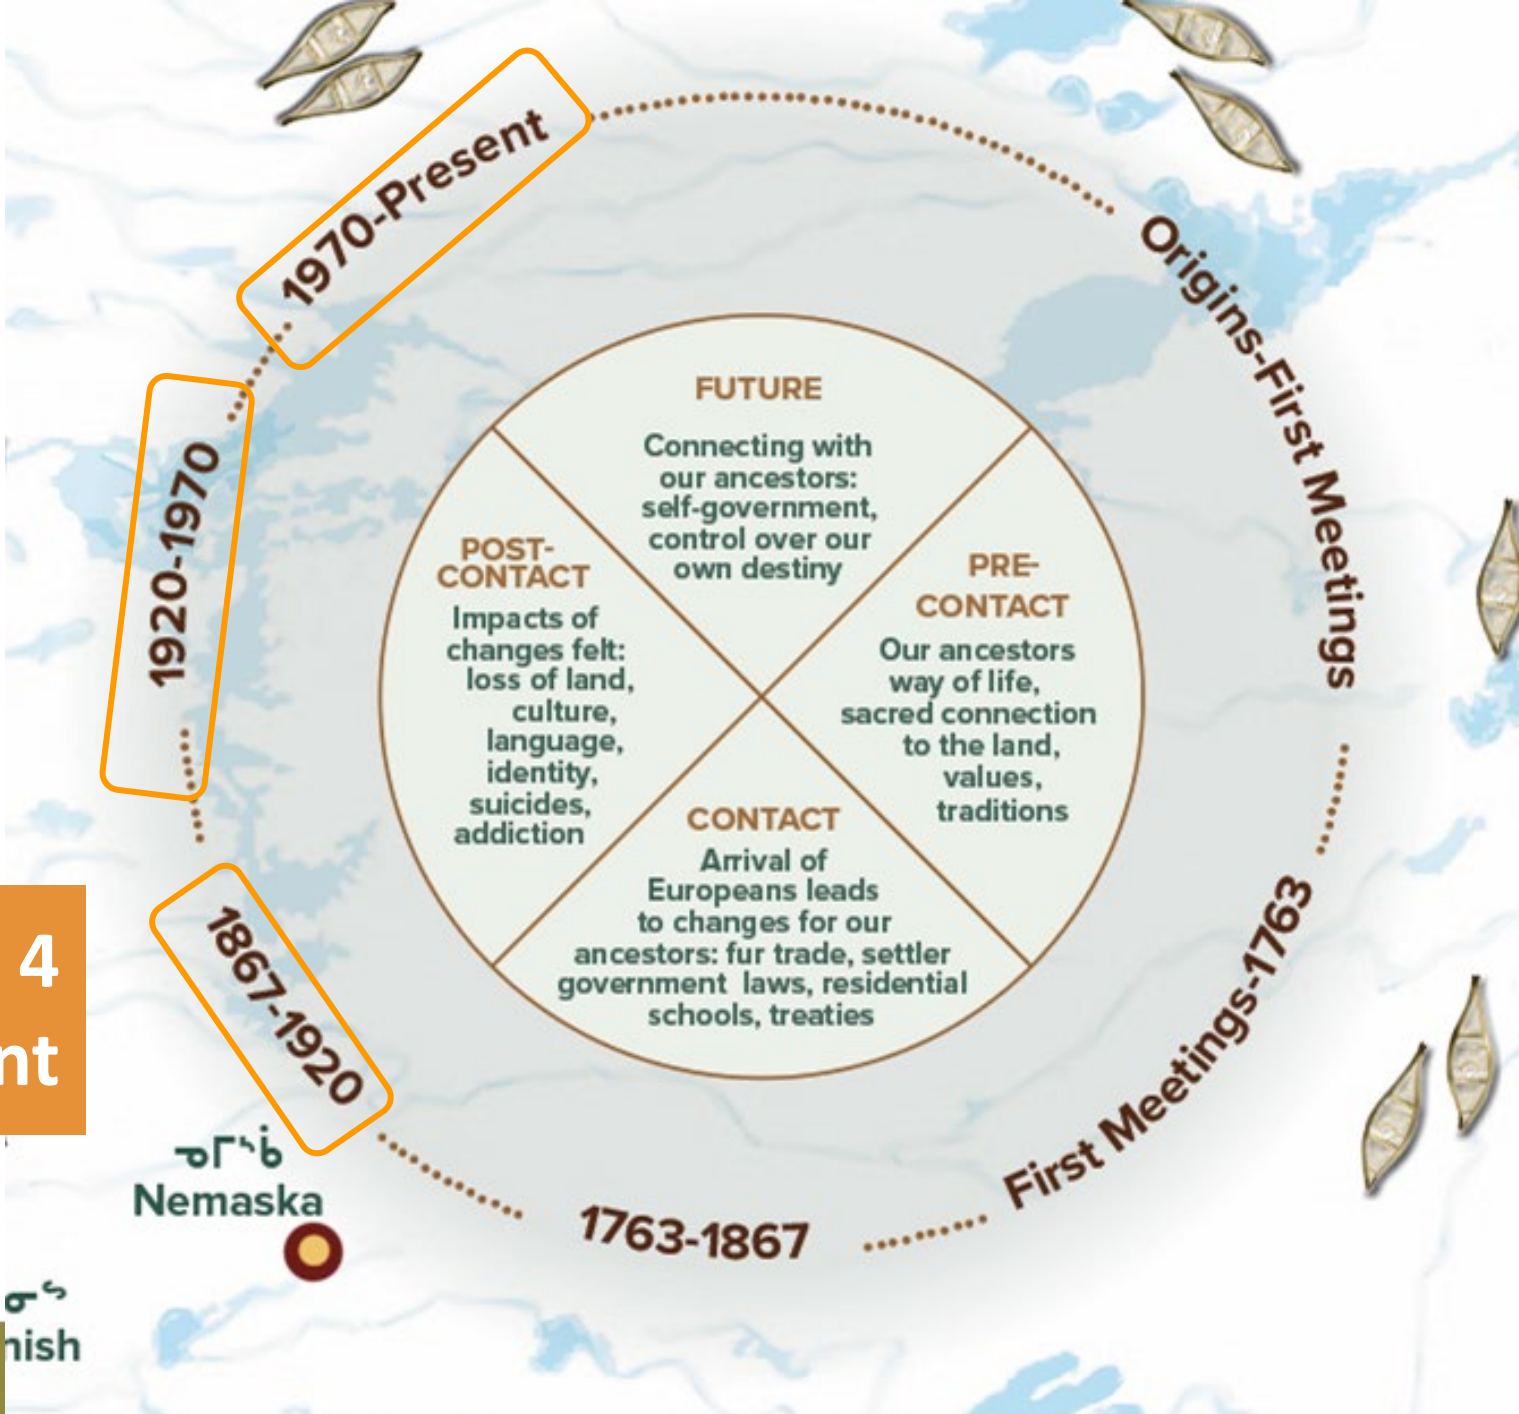 1970-Present
Origins-First Meetings
1920-1970
First Meetings-1763
1867-1920
1763-1867
FUTURE
Connecting with
our ancestors:
self-government,
control over our
own destiny
POST-
CONTACT
Impacts of
changes felt:
loss of land,
culture,
language,
identity,
suicides,
addiction
PRE-
CONTACT
Our ancestors
way of life,
sacred connection
to the land,
values,
traditions
CONTACT
Arrival of
Europeans leads
to changes for our
ancestors: fur trade, settler
government laws, residential
schools, treaties
4
nt
ᓄᒥᔅᑳ
Nemaska
nish